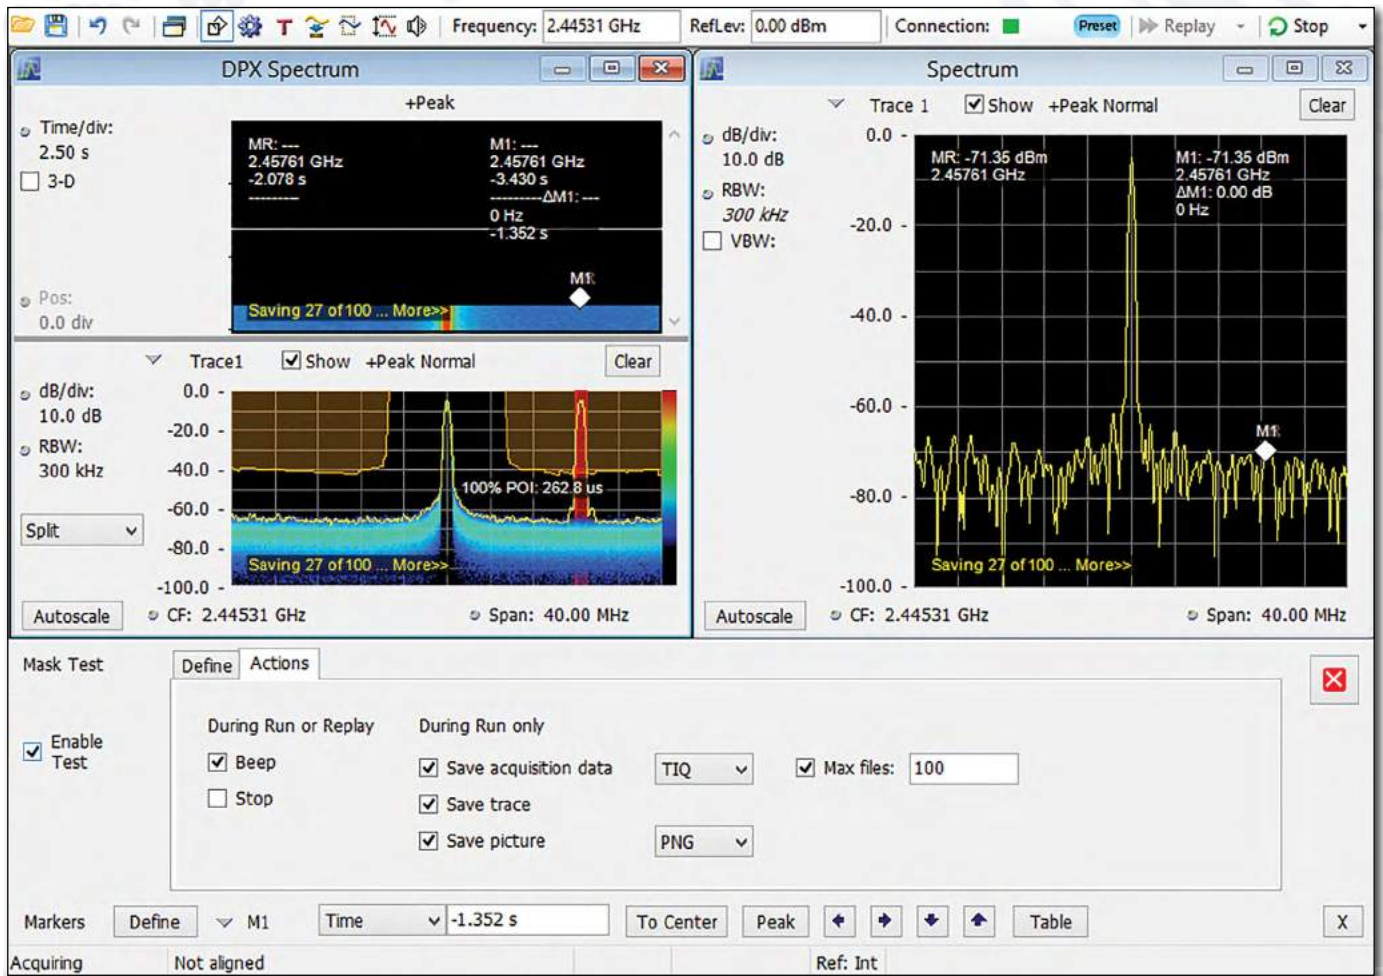 Frequency: 2.44531 GHz RefLev: 0.00 dBm Connection: Preset Replay Stop
DPX Spectrum
+Peak
Time/div:
2.50 s
3-D
MR: ---
2.45761 GHz
-2.078 s
---------
M1: ---
2.45761 GHz
-3.430 s
----------ΔM1: ---
0 Hz
-1.352 s
Pos:
0.0 div
M1R
Saving 27 of 100 ... More>>
Trace1 Show +Peak Normal Clear
dB/div:
10.0 dB
RBW:
300 kHz
Split
0.0 -
-20.0 -
-40.0 -
-60.0 -
-80.0 -
-100.0 -
100% POI: 262.8 us
Saving 27 of 100 ... More>>
Autoscale CF: 2.44531 GHz Span: 40.00 MHz
Spectrum
Trace 1 Show +Peak Normal Clear
dB/div:
10.0 dB
RBW:
300 kHz
VBW:
0.0 -
-20.0 -
-40.0 -
-60.0 -
-80.0 -
-100.0 -
MR: -71.35 dBm
2.45761 GHz
M1: -71.35 dBm
2.45761 GHz
ΔM1: 0.00 dB
0 Hz
M1R
Saving 27 of 100 ... More>>
Autoscale CF: 2.44531 GHz Span: 40.00 MHz
Mask Test Define Actions
Enable
Test
During Run or Replay
Beep
Stop
During Run only
Save acquisition data TIQ Max files: 100
Save trace
Save picture PNG
Markers Define M1 Time -1.352 s To Center Peak Table X
Acquiring Not aligned Ref: Int